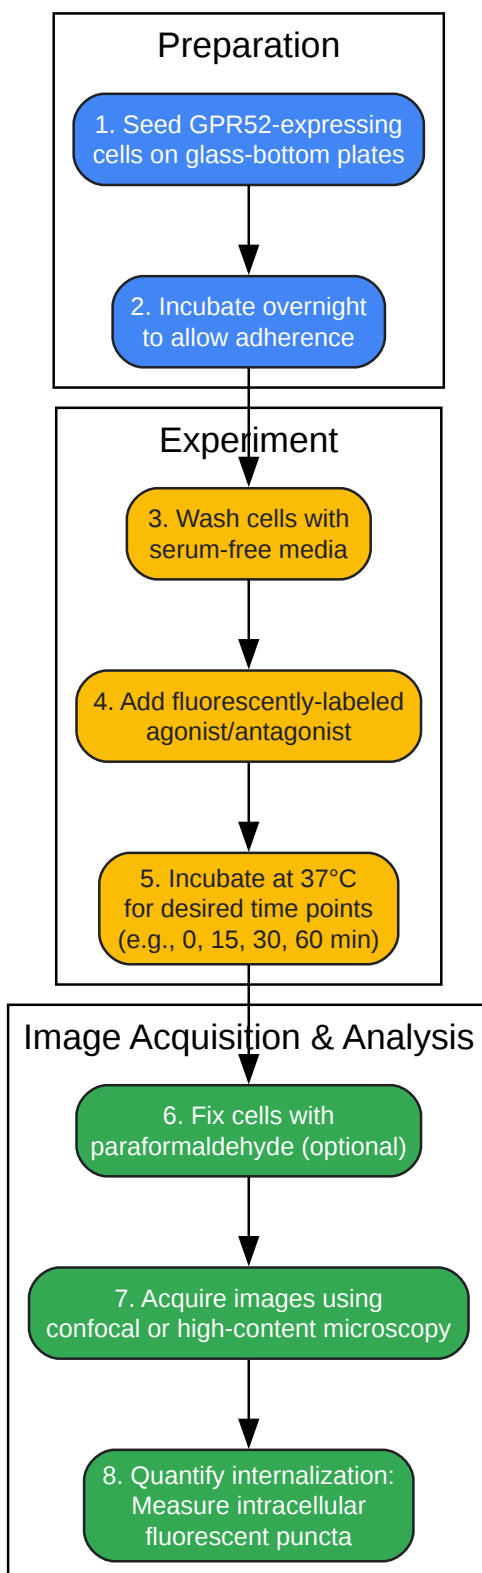 Preparation
1. Seed GPR52-expressing
cells on glass-bottom plates
2. Incubate overnight
to allow adherence
Experiment
3. Wash cells with
serum-free media
4. Add fluorescently-labeled
agonist/antagonist
5. Incubate at 37°C
for desired time points
(e.g., 0, 15, 30, 60 min)
Image Acquisition & Analysis
6. Fix cells with
paraformaldehyde (optional)
7. Acquire images using
confocal or high-content microscopy
8. Quantify internalization:
Measure intracellular
fluorescent puncta